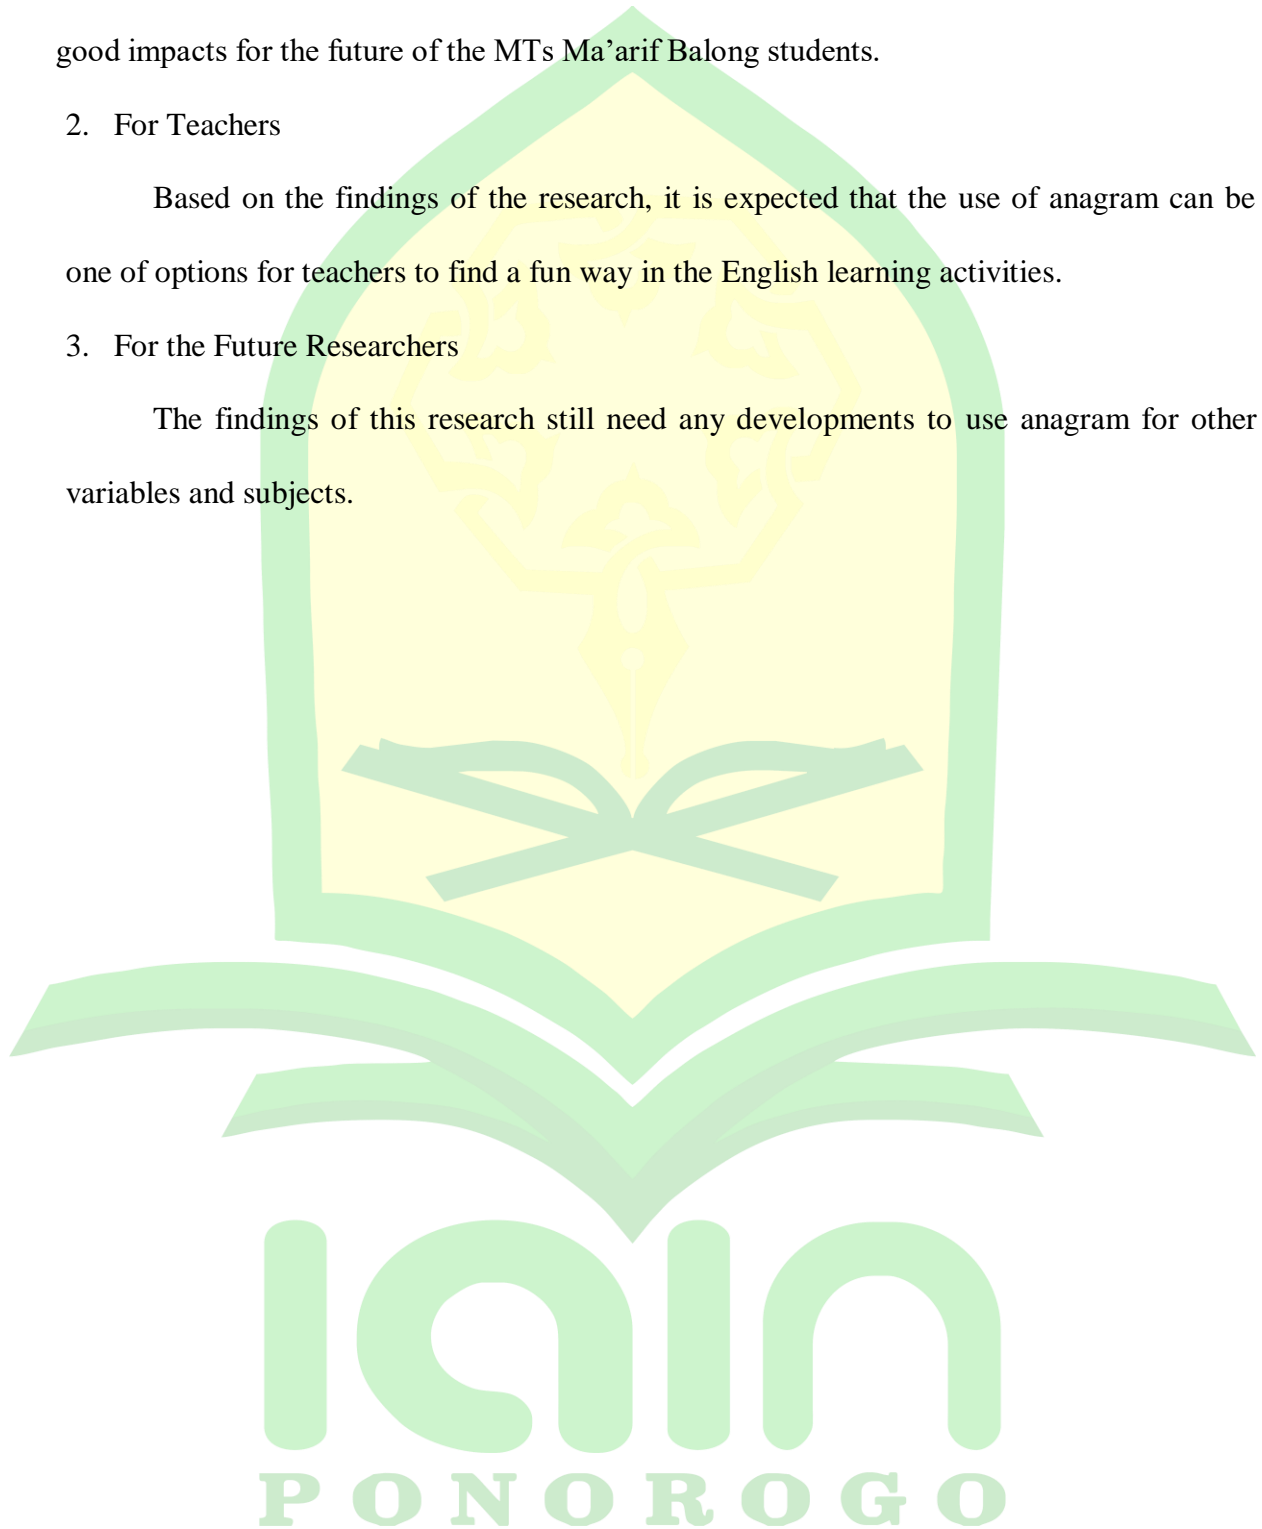 good impacts for the future of the MTs Ma’arif Balong students.
2. For Teachers
Based on the findings of the research, it is expected that the use of anagram can be
one of options for teachers to find a fun way in the English learning activities.
3. For the Future Researchers
The findings of this research still need any developments to use anagram for other
variables and subjects.
IAIN
PONOROGO